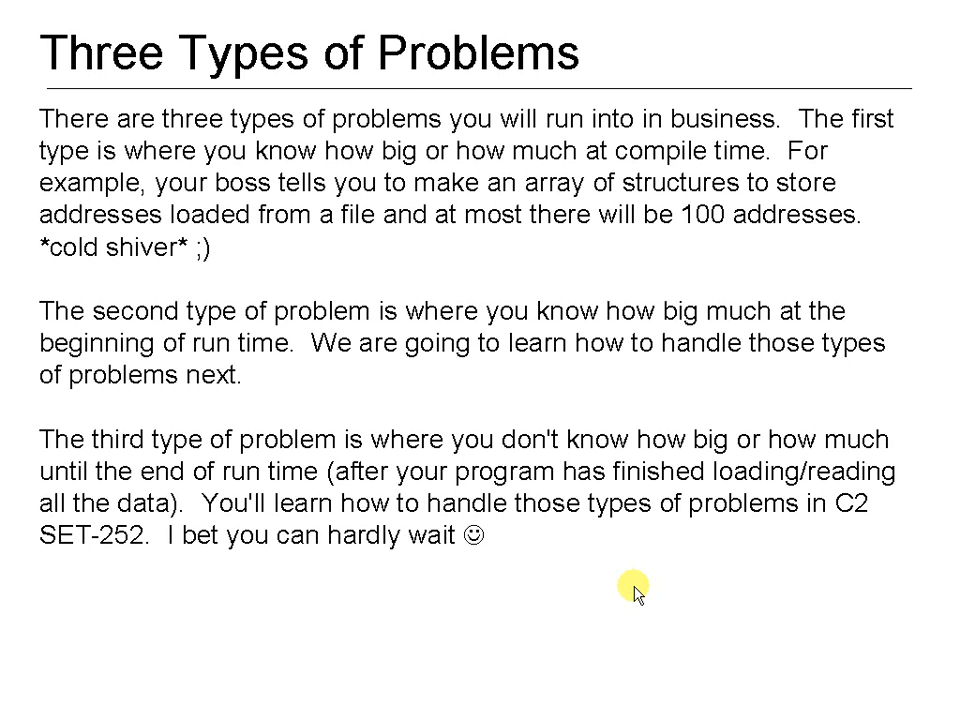 Three Types of Problems
There are three types of problems you will run into in business.  The first
type is where you know how big or how much at compile time.  For
example, your boss tells you to make an array of structures to store
addresses loaded from a file and at most there will be 100 addresses.
*cold shiver* ;)
The second type of problem is where you know how big much at the
beginning of run time.  We are going to learn how to handle those types
of problems next.
The third type of problem is where you don't know how big or how much
until the end of run time (after your program has finished loading/reading
all the data).  You'll learn how to handle those types of problems in C2
SET-252.  I bet you can hardly wait ☺